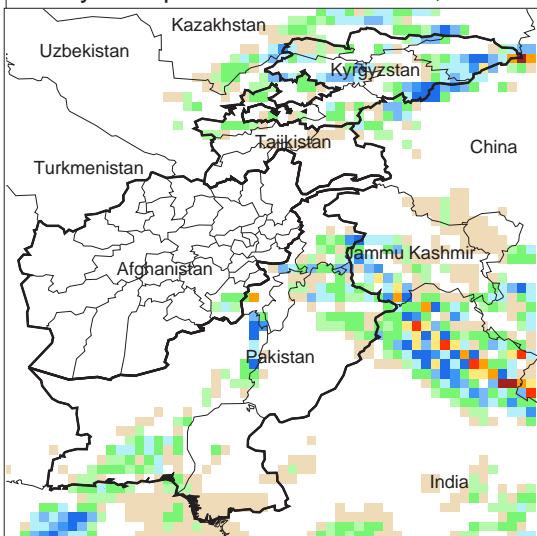 Kazakhstan
Uzbekistan
Kyrgyzstan
Tajikistan
China
Turkmenistan
Jammu Kashmir
Afghanistan
Pakistan
India